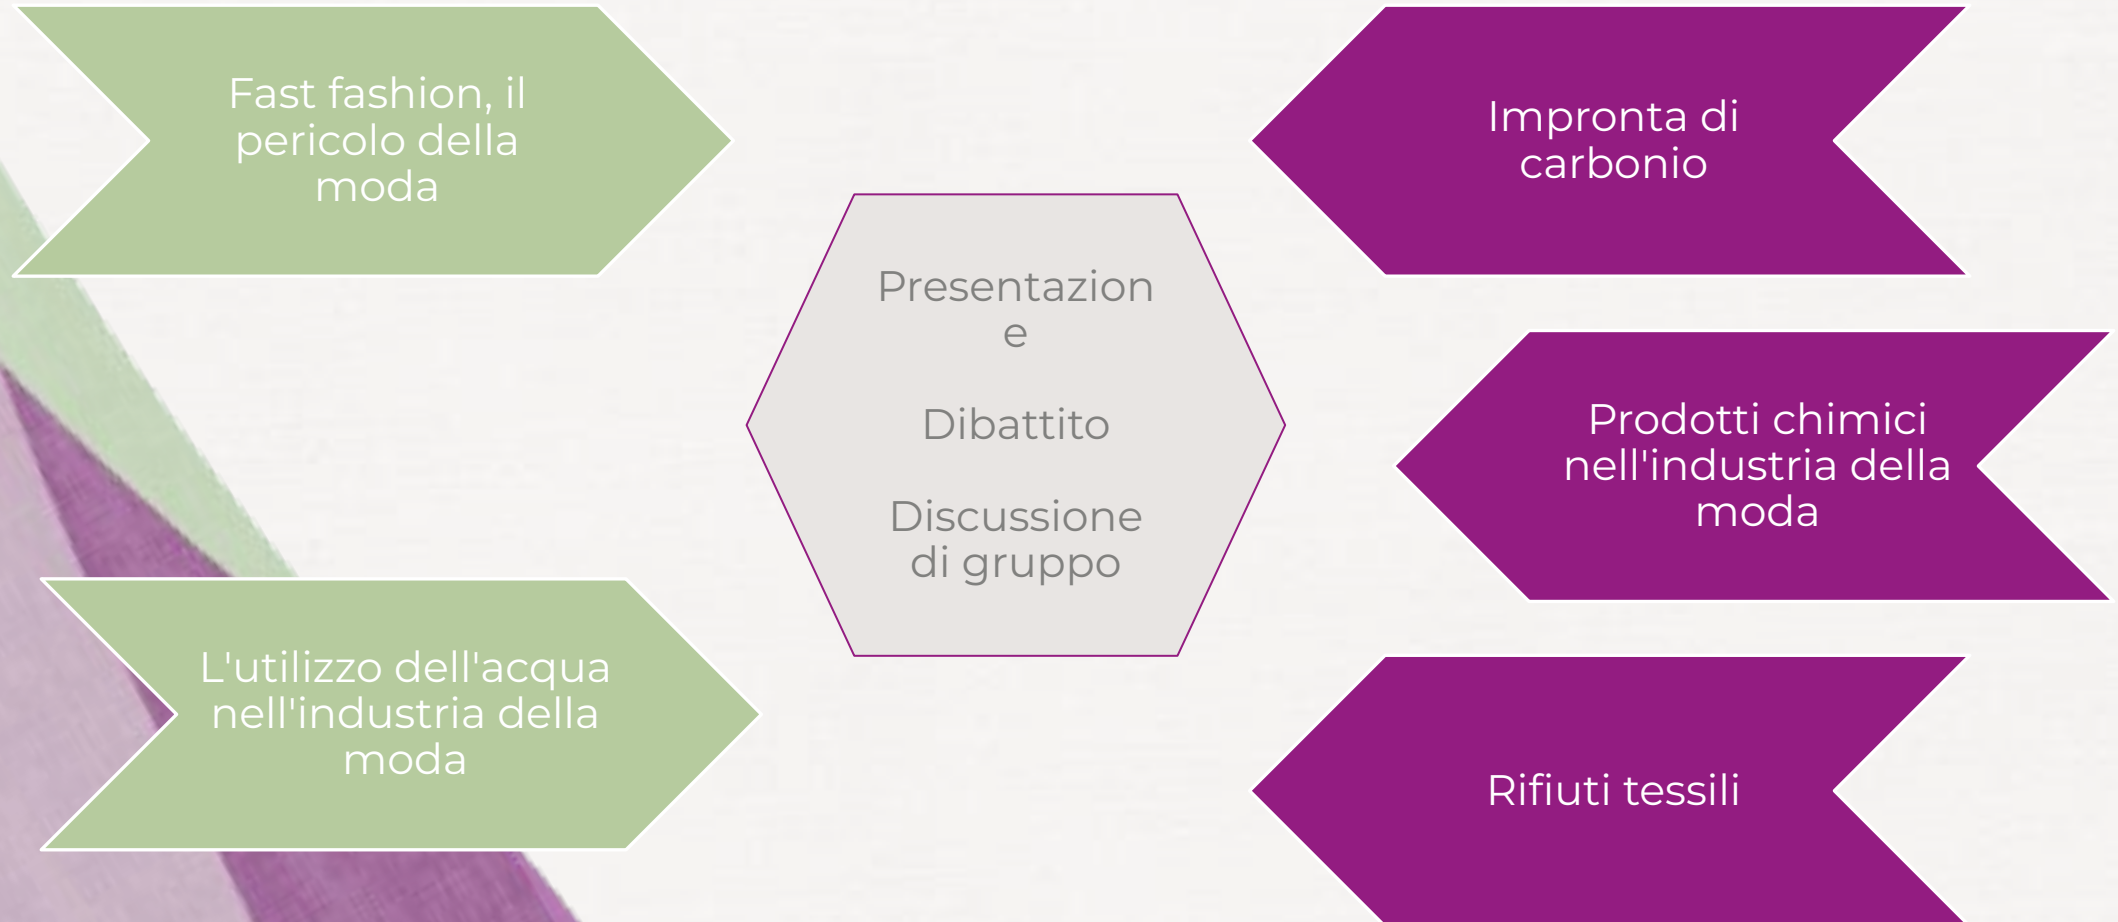 Fast fashion, il
pericolo della
moda
L'utilizzo dell'acqua
nell'industria della
moda
Presentazion
e
Dibattito
Discussione
di gruppo
Impronta di
carbonio
Prodotti chimici
nell'industria della
moda
Rifiuti tessili